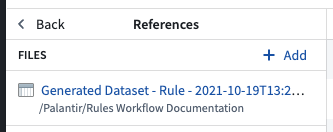 Back
References
FILES
+ Add
Generated Dataset - Rule - 2021-10-19T13:2...
/Palantir/Rules Workflow Documentation